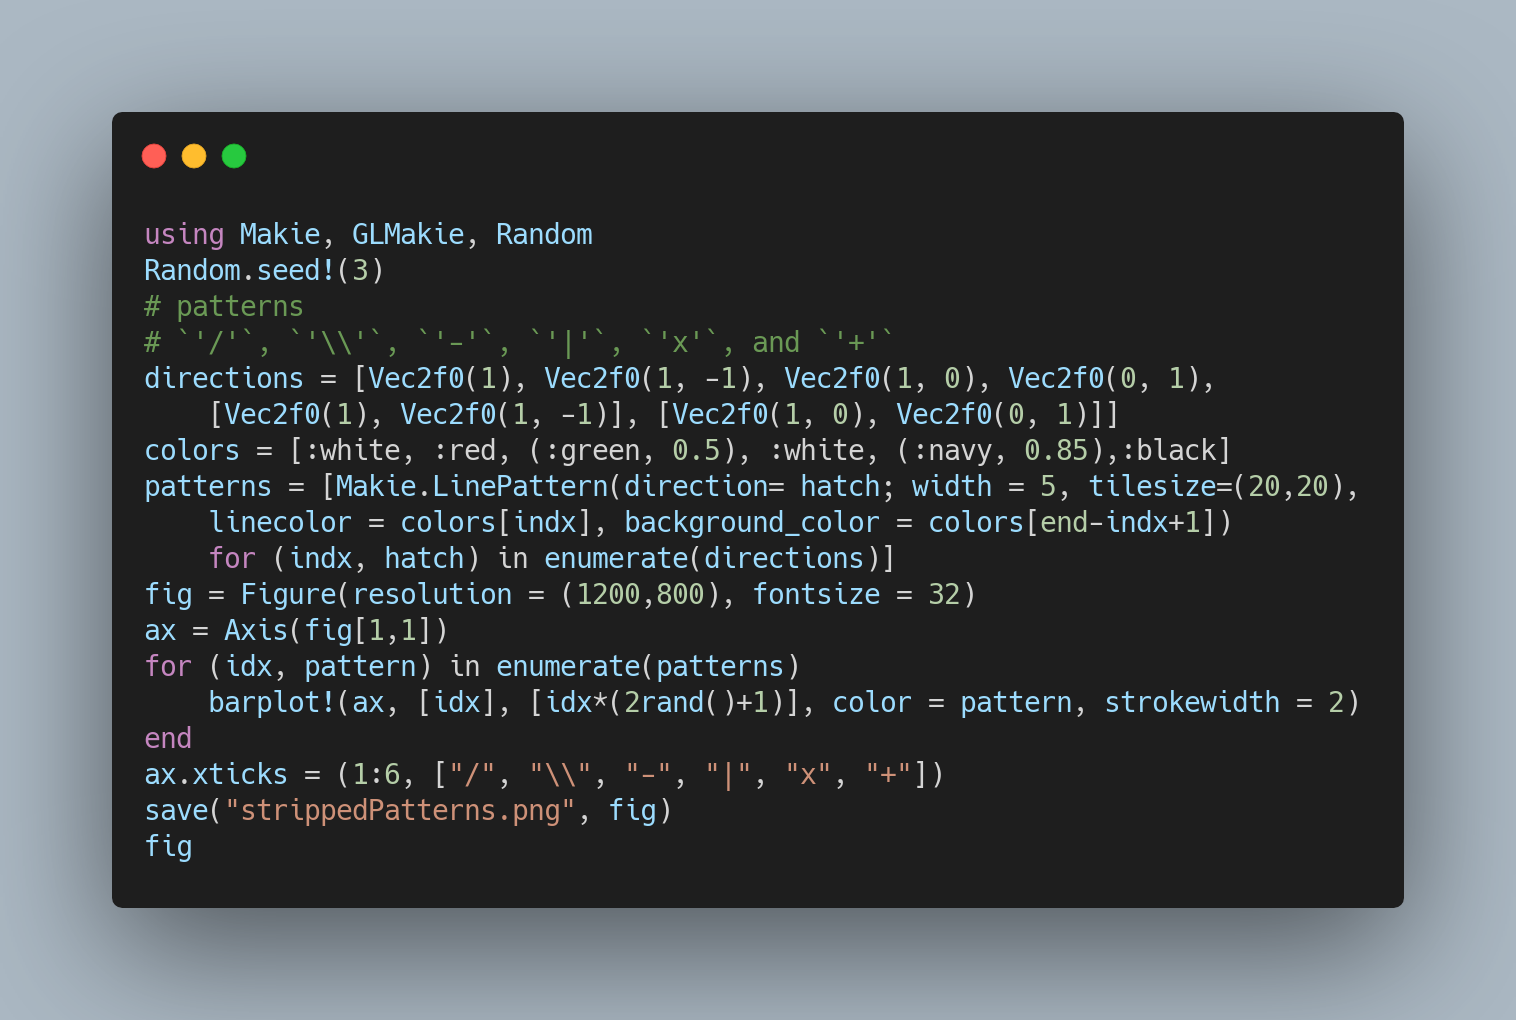 using Makie, GLMakie, Random
Random.seed!(3)
# patterns
# `'/'`, `'\\'`, `'-'`, `'|'`, `'x'`, and `'+'`
directions = [Vec2f0(1), Vec2f0(1, -1), Vec2f0(1, 0), Vec2f0(0, 1),
    [Vec2f0(1), Vec2f0(1, -1)], [Vec2f0(1, 0), Vec2f0(0, 1)]]
colors = [:white, :red, (:green, 0.5), :white, (:navy, 0.85),:black]
patterns = [Makie.LinePattern(direction= hatch; width = 5, tilesize=(20,20),
    linecolor = colors[indx], background_color = colors[end-indx+1])
    for (indx, hatch) in enumerate(directions)]
fig = Figure(resolution = (1200,800), fontsize = 32)
ax = Axis(fig[1,1])
for (idx, pattern) in enumerate(patterns)
    barplot!(ax, [idx], [idx*(2rand()+1)], color = pattern, strokewidth = 2)
end
ax.xticks = (1:6, ["/", "\\", "-", "|", "x", "+"])
save("strippedPatterns.png", fig)
fig